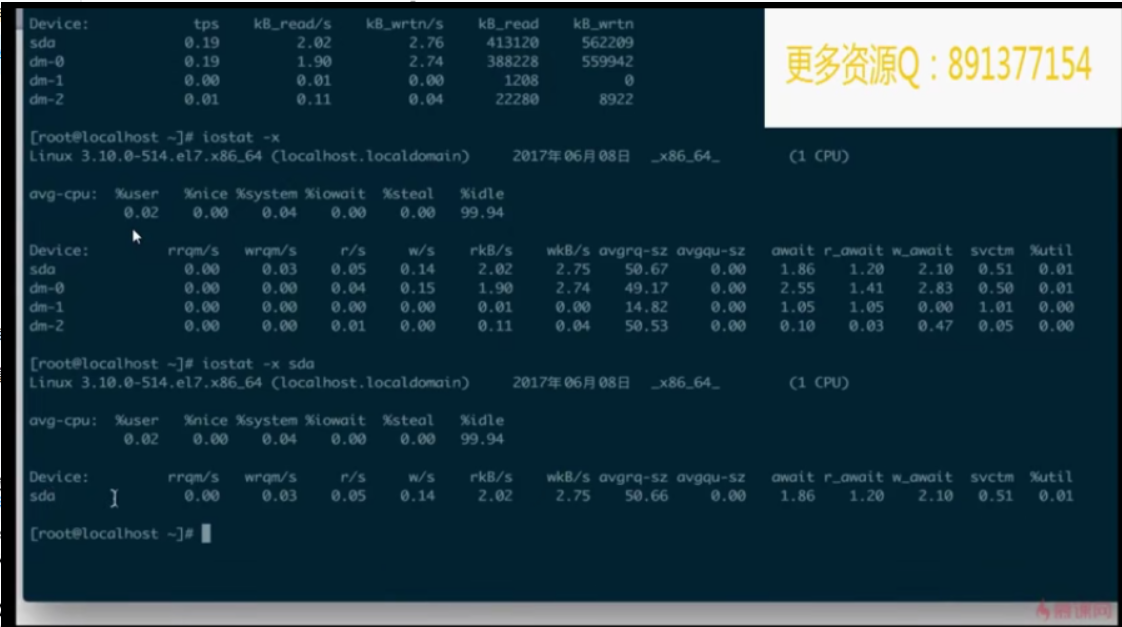 Device: tps kB_read/s kB_wrtn/s kB_read kB_wrtn
sda 0.19 2.02 2.76 413120 562209
dm-0 0.19 1.90 2.74 388228 559942
dm-1 0.00 0.01 0.00 1208 0
dm-2 0.01 0.11 0.04 22280 8922
更多资源Q：891377154
[root@localhost ~]# iostat -x
Linux 3.10.0-514.el7.x86_64 (localhost.localdomain) 2017年06月08日 _x86_64_ (1 CPU)
avg-cpu: %user %nice %system %iowait %steal %idle
0.02 0.00 0.04 0.00 0.00 99.94
Device: rrqm/s wrqm/s r/s w/s rkB/s wkB/s avgrq-sz avgqu-sz await r_await w_await svctm %util
sda 0.00 0.03 0.05 0.14 2.02 2.75 50.67 0.00 1.86 1.20 2.10 0.51 0.01
dm-0 0.00 0.00 0.04 0.15 1.90 2.74 49.17 0.00 2.55 1.41 2.83 0.50 0.01
dm-1 0.00 0.00 0.00 0.00 0.01 0.00 14.82 0.00 1.05 1.05 0.00 1.01 0.00
dm-2 0.00 0.00 0.01 0.00 0.11 0.04 50.53 0.00 0.10 0.03 0.47 0.05 0.00
[root@localhost ~]# iostat -x sda
Linux 3.10.0-514.el7.x86_64 (localhost.localdomain) 2017年06月08日 _x86_64_ (1 CPU)
avg-cpu: %user %nice %system %iowait %steal %idle
0.02 0.00 0.04 0.00 0.00 99.94
Device: rrqm/s wrqm/s r/s w/s rkB/s wkB/s avgrq-sz avgqu-sz await r_await w_await svctm %util
sda 0.00 0.03 0.05 0.14 2.02 2.75 50.66 0.00 1.86 1.20 2.10 0.51 0.01
[root@localhost ~]#